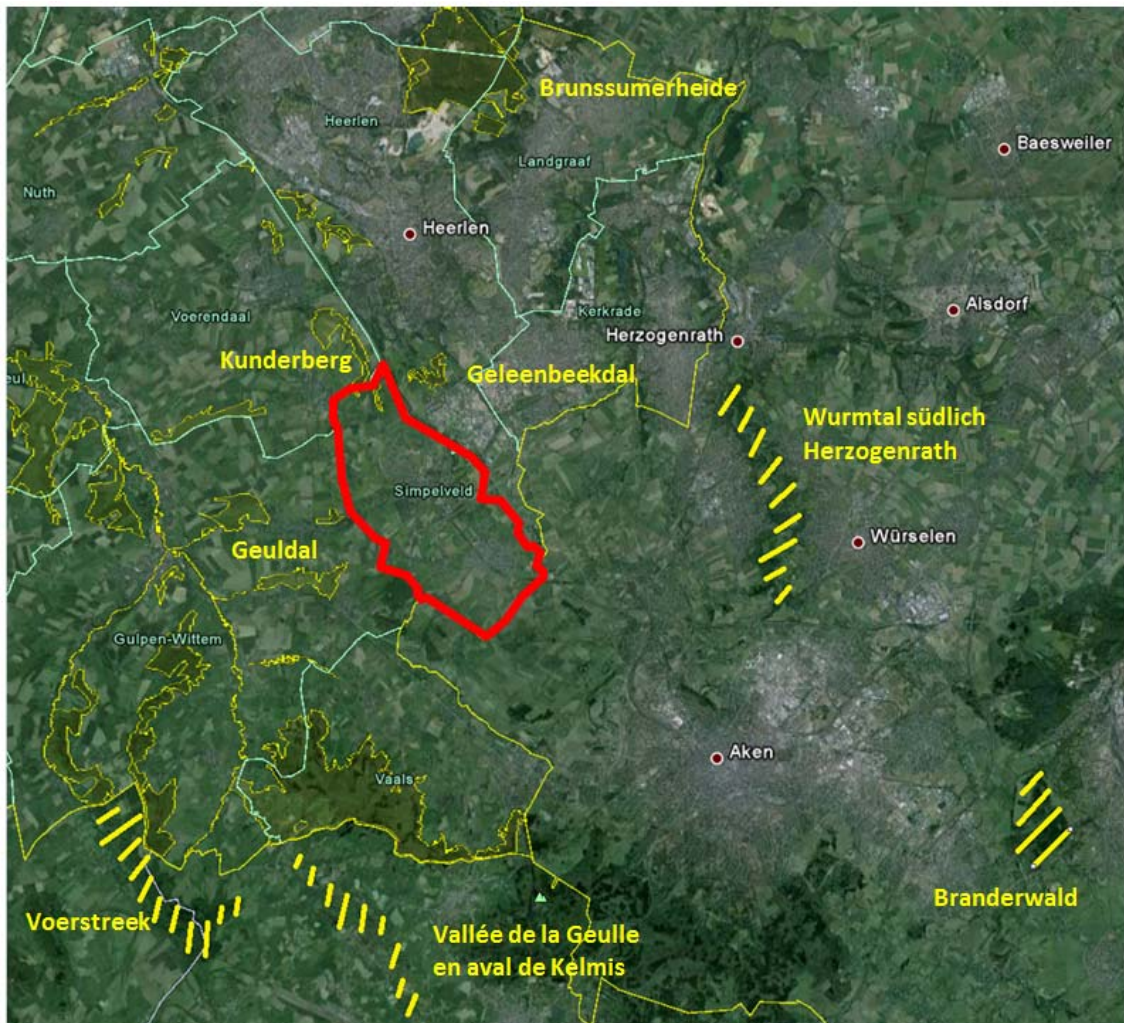 Brunssumerheide
Heerlen
Baesweiler
Landgraaf
Nuth
Heerlen
Alsdorf
Voerendaal
Kerkrade
Herzogenrath
Kunderberg
Geleenbeekdal
eul
Wurmtal südlich
Herzogenrath
Simpelveld
Würselen
Geuldal
Gulpen-Wittem
Aken
Vaals
Branderwald
Voerstreek
Vallée de la Geulle
en aval de Kelmis